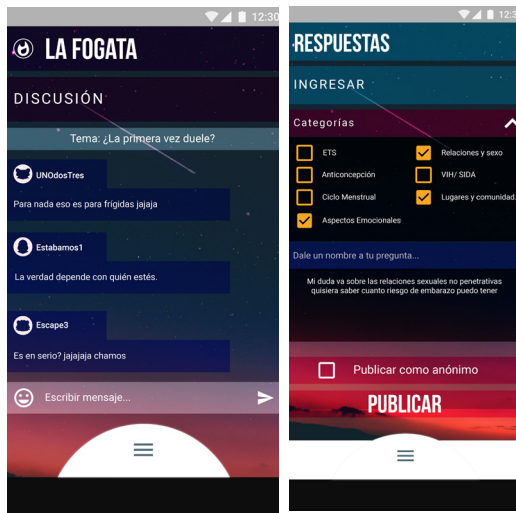 12:30
LA FOGATA
DISCUSIÓN
Tema: ¿La primera vez duele?
UNOdosTres
Para nada eso es para frígidas jajaja
Estabamos1
La verdad depende con quién estés.
Escape3
Es en serio? jajajaja chamos
Escribir mensaje...
12:3
RESPUESTAS
INGRESAR
Categorías
ETS
Relaciones y sexo
Anticoncepción
VIH/ SIDA
Ciclo Menstrual
Lugares y comunidad.
Aspectos Emocionales
Dale un nombre a tu pregunta...
Mi duda va sobre las relaciones sexuales no penetrativas
quisiera saber cuanto riesgo de embarazo puedo tener
Publicar como anónimo
PUBLICAR